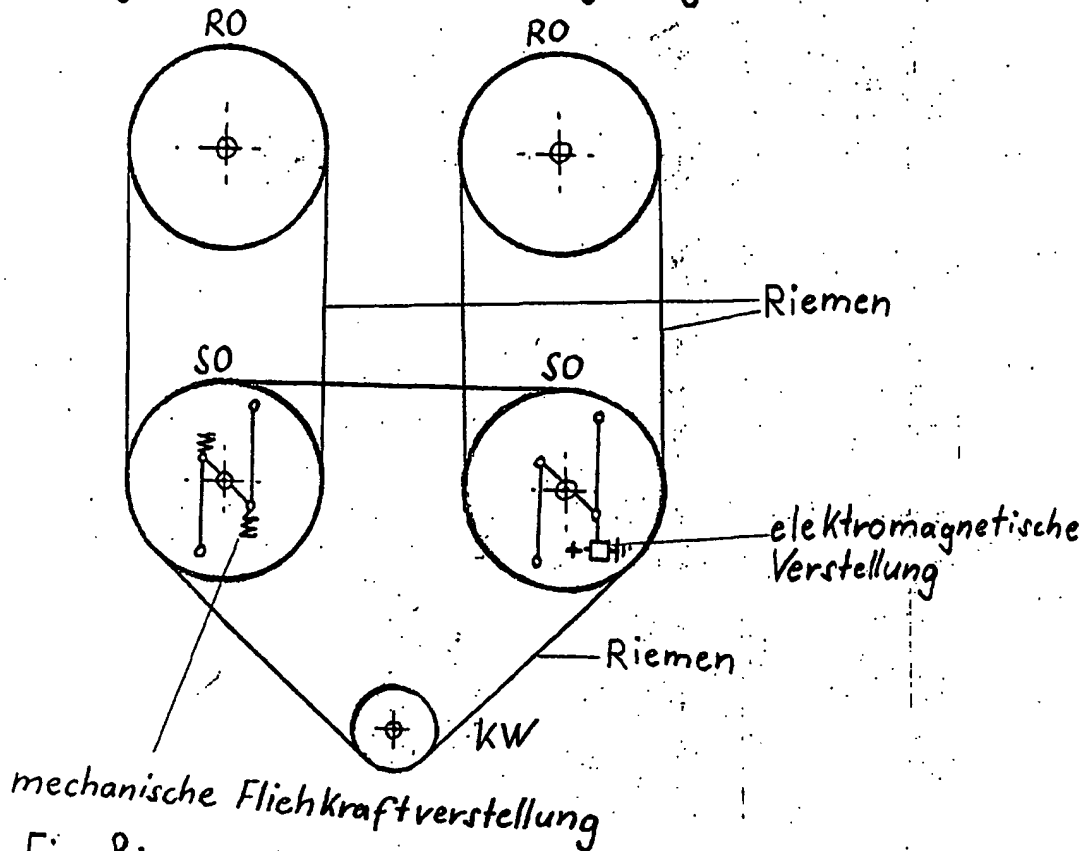 RO
RO
Riemen
SO
SO
elektromagnetische
Verstellung
Riemen
KW
mechanische Fliehkraftverstellung